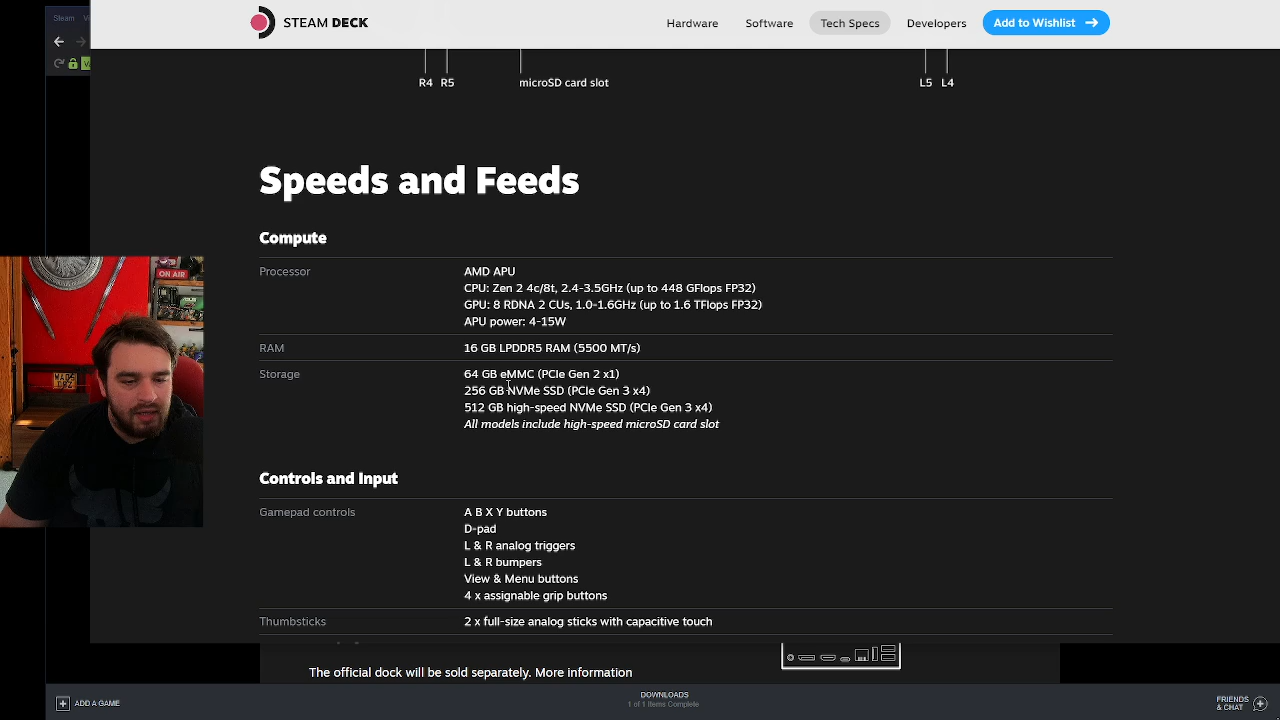 Steam
STEAM DECK
Hardware
Software
Tech Specs
Developers
Add to Wishlist
R4 R5
microSD card slot
L5 L4
Speeds and Feeds
Compute
Processor
AMD APU
CPU: Zen 2 4c/8t, 2.4-3.5GHz (up to 448 GFlops FP32)
GPU: 8 RDNA 2 CUs, 1.0-1.6GHz (up to 1.6 TFlops FP32)
APU power: 4-15W
RAM
16 GB LPDDR5 RAM (5500 MT/s)
Storage
64 GB eMMC (PCIe Gen 2 x1)
256 GB NVMe SSD (PCIe Gen 3 x4)
512 GB high-speed NVMe SSD (PCIe Gen 3 x4)
All models include high-speed microSD card slot
ON AIR
Controls and Input
Gamepad controls
A B X Y buttons
D-pad
L & R analog triggers
L & R bumpers
View & Menu buttons
4 x assignable grip buttons
Thumbsticks
2 x full-size analog sticks with capacitive touch
The official dock will be sold separately. More information
ADD A GAME
DOWNLOADS
1 of 1 Items Complete
FRIENDS
& CHAT